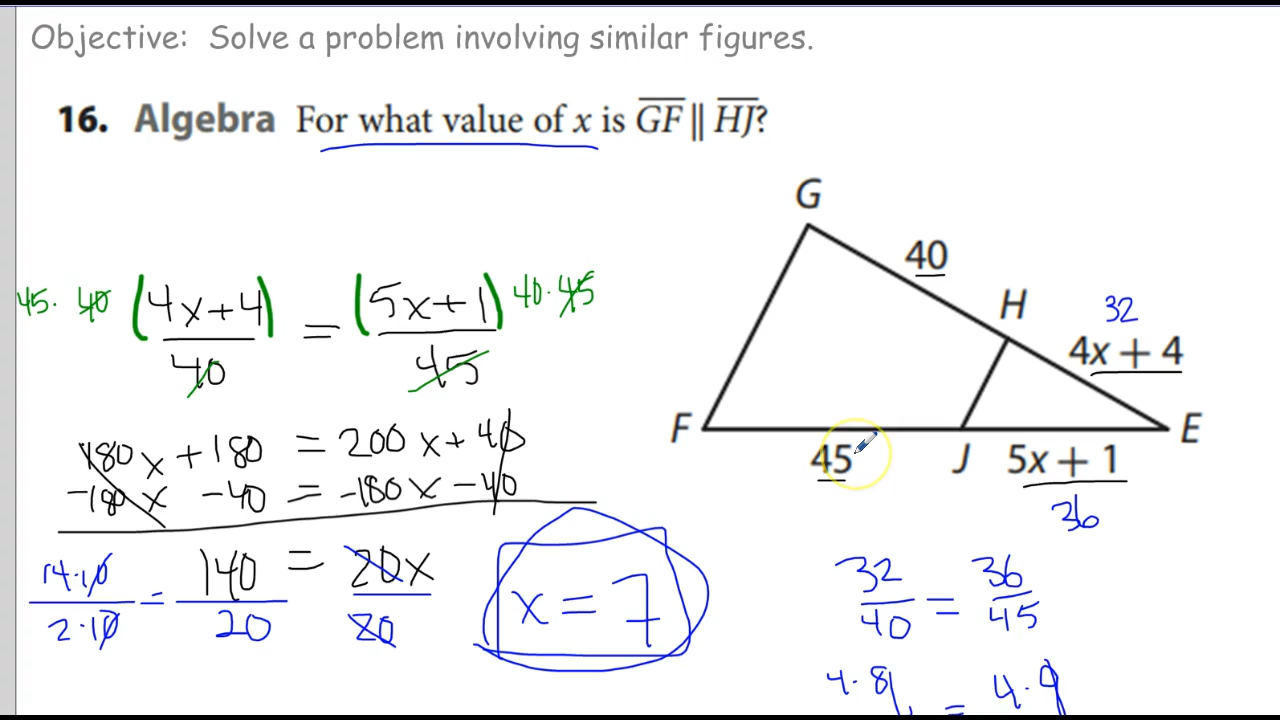 Objective: Solve a problem involving similar figures.
16. Algebra For what value of x is GF || HJ?
G
40
H
32
4x + 4
F
45
J
5x + 1
E
36
45 · 40 (4x+4) = (5x+1) 40 · 45
40 45
180x + 180 = 200x + 40
-180x - 40 = -180x - 40
14·10 = 140 = 20x
2·10 20 20
x = 7
32 = 36
40 45
4·8 = 4·9